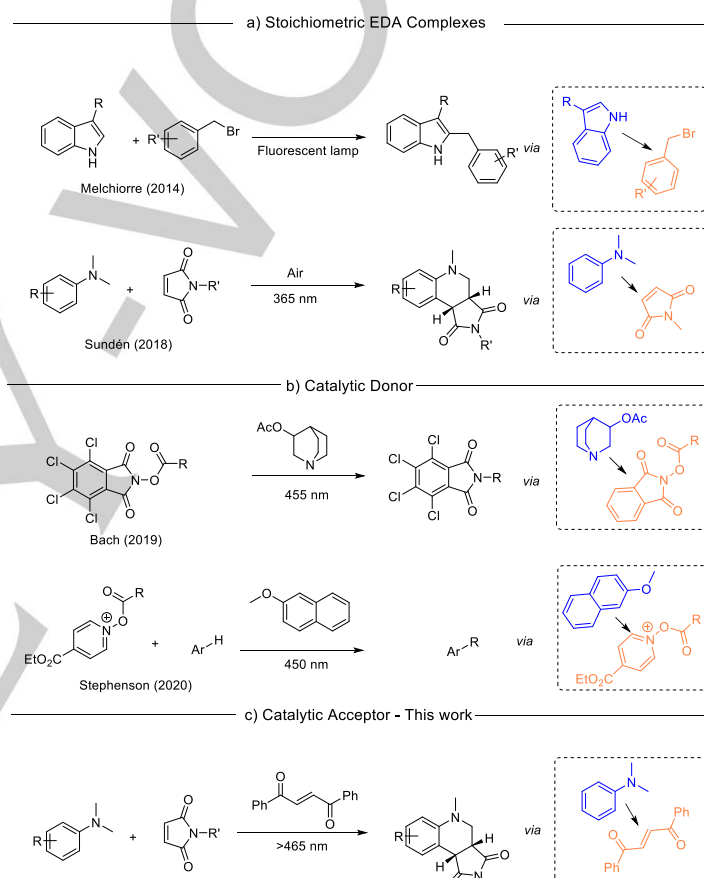 a) Stoichiometric EDA Complexes
R
N
H
+
R'
Br
Fluorescent lamp
R
N
H
R'
via
R
NH
Br
R'
Melchiorre (2014)
R
N
+
O
N-R'
O
Air
365 nm
N
R
H
H
O
O
N
R'
via
N
O
N
O
Sundén (2018)
b) Catalytic Donor
Cl
Cl
Cl
Cl
O
O
N
O
O
R
AcO
N
455 nm
Cl
Cl
Cl
Cl
O
N-R
O
via
OAc
N
O
O
N
O
O
R
Bach (2019)
O
R
O
N
+
EtO2C
+
Ar
H
O
450 nm
Ar
R
via
O
N
+
O
R
O
EtO2C
Stephenson (2020)
c) Catalytic Acceptor - This work
R
N
+
O
N-R'
O
O
Ph
Ph
O
>465 nm
N
R
H
H
O
O
N
via
N
O
Ph
Ph
O